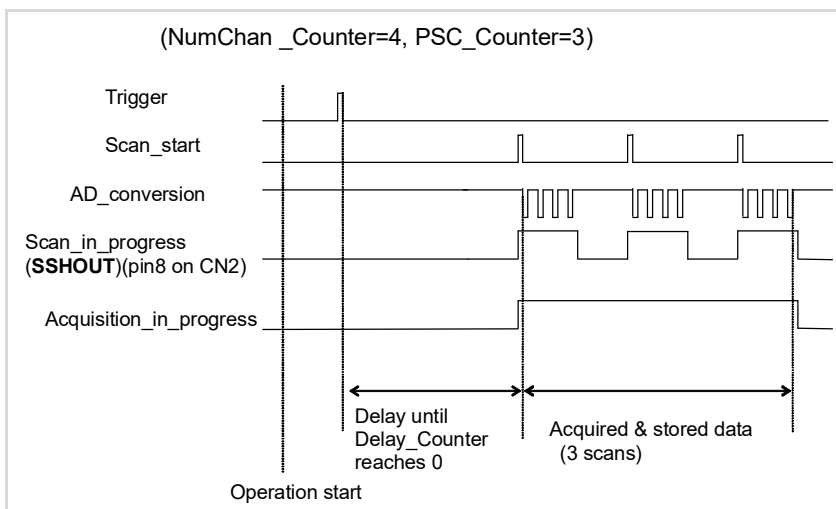 (NumChan _Counter=4, PSC_Counter=3)
Trigger
Scan_start
AD_conversion
Scan_in_progress
(SSHOUT)(pin8 on CN2)
Acquisition_in_progress
Delay until
Delay_Counter
reaches 0
Acquired & stored data
(3 scans)
Operation start